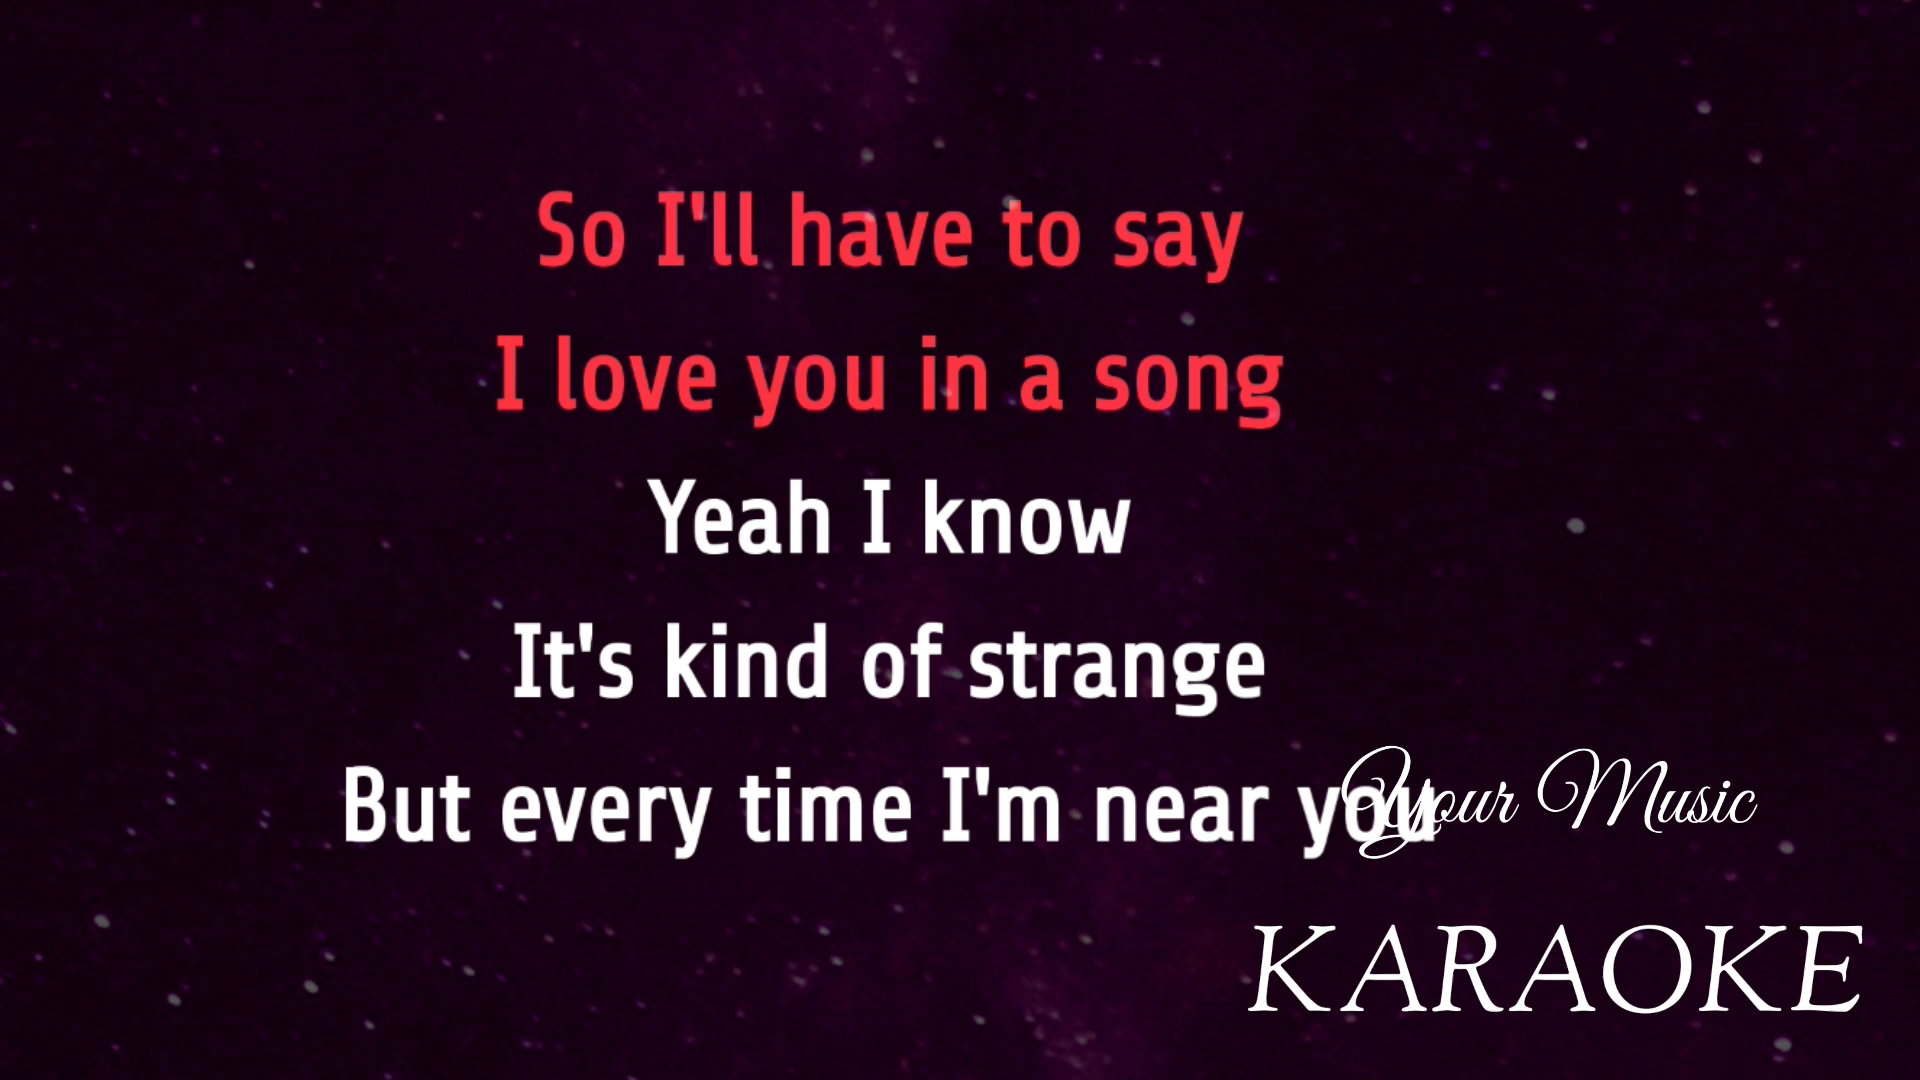 So I'll have to say
I love you in a song
Yeah I know
It's kind of strange
But every time I'm near you
Your Music
KARAOKE